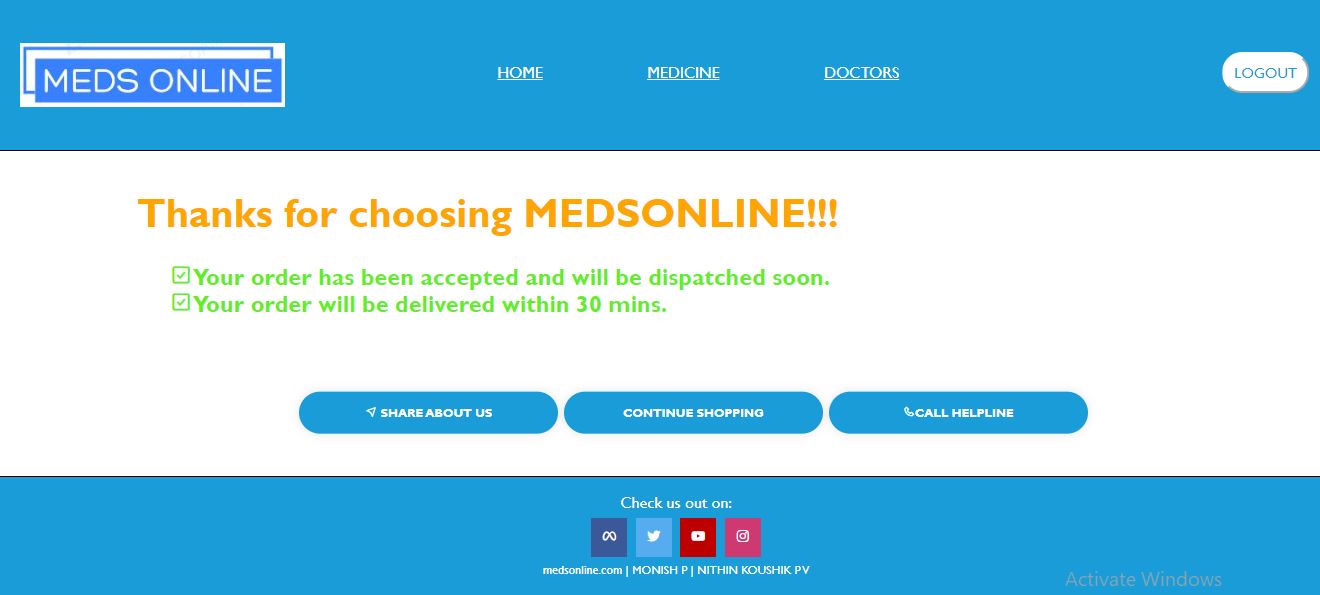 MEDS ONLINE
HOME MEDICINE DOCTORS LOGOUT
Thanks for choosing MEDSONLINE!!!
Your order has been accepted and will be dispatched soon.
Your order will be delivered within 30 mins.
SHARE ABOUT US CONTINUE SHOPPING CALL HELPLINE
Check us out on:
medsonline.com | MONISH P | NITHIN KOUSHIK PV
Activate Windows